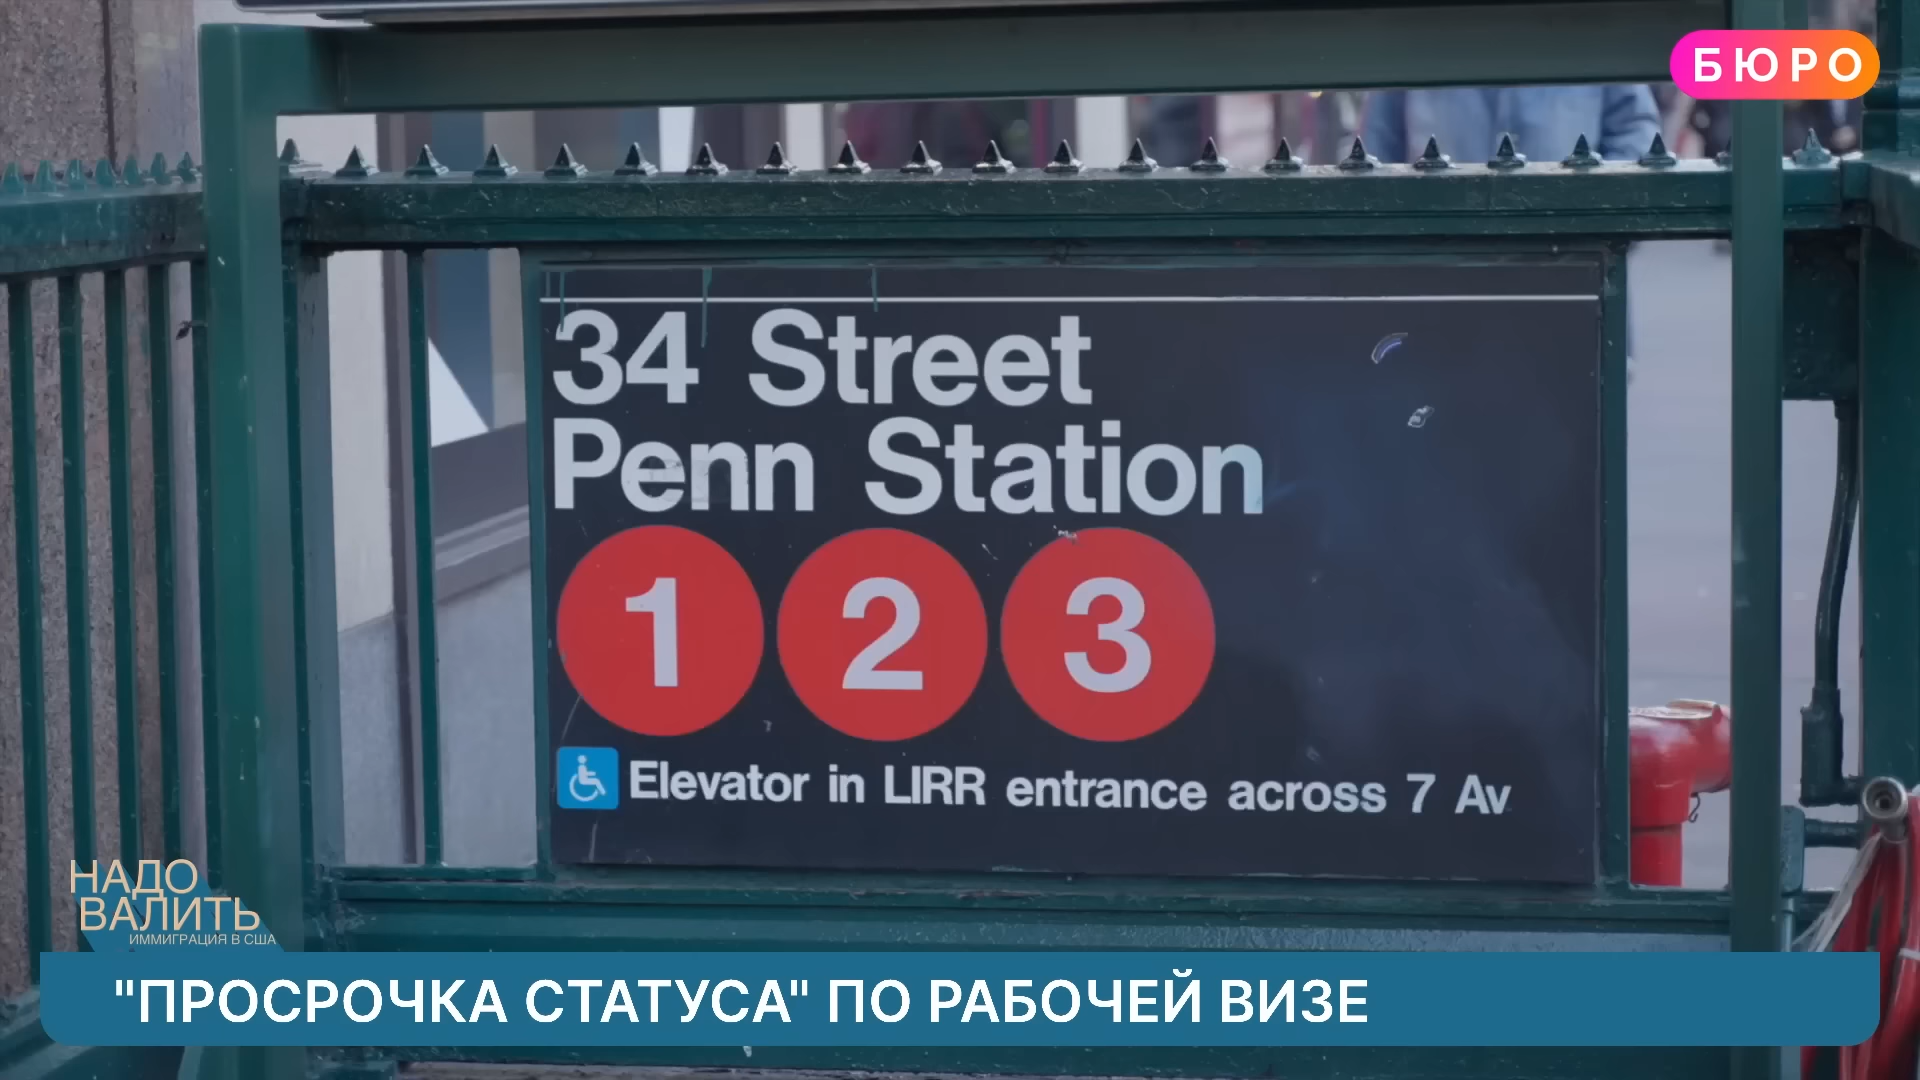 БЮРО
34 Street
Penn Station
1 2 3
Elevator in LIRR entrance across 7 Av
НАДО
ВАЛИТЬ
ИММИГРАЦИЯ В США
"ПРОСРОЧКА СТАТУСА" ПО РАБОЧЕЙ ВИЗЕ